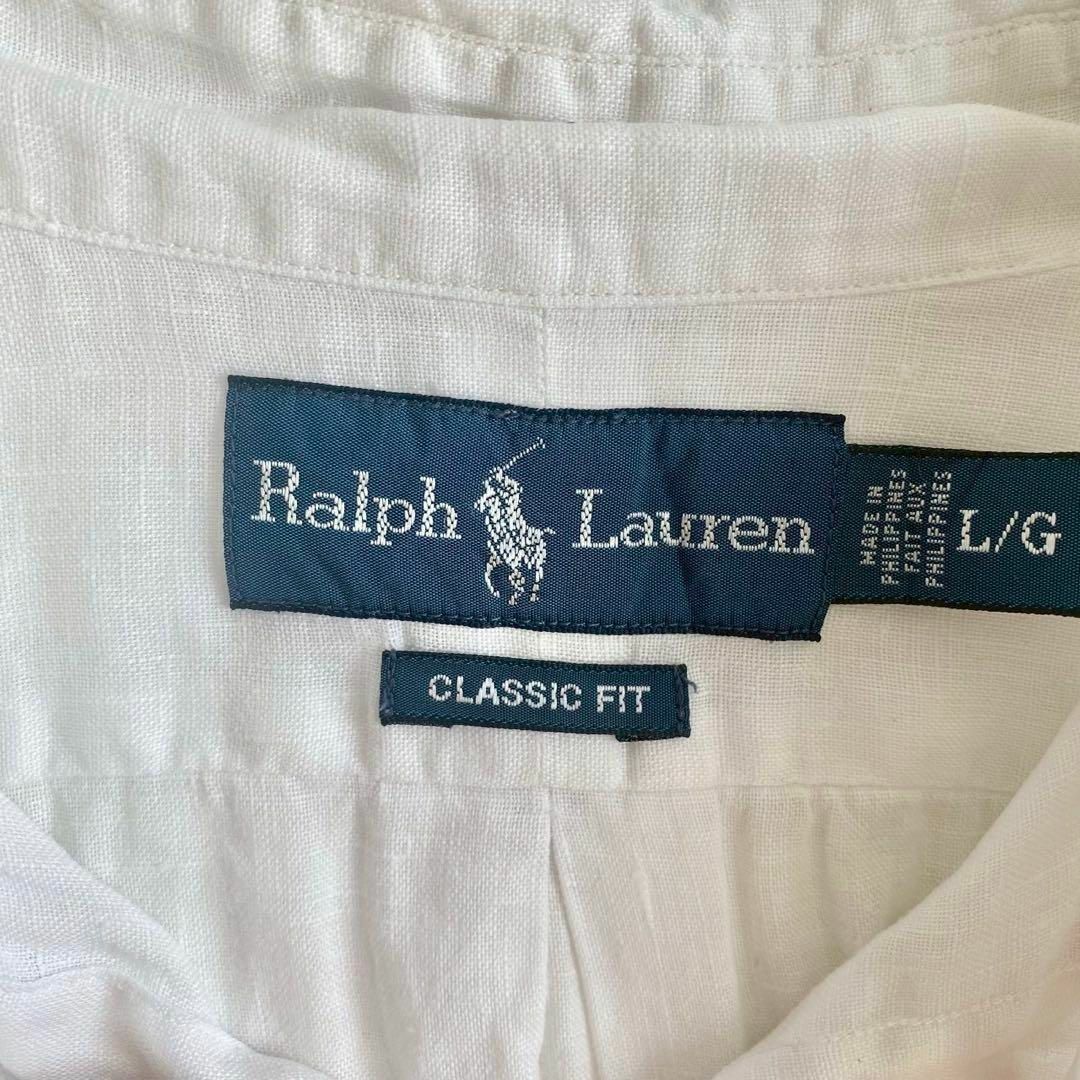 Ralph Lauren
MADE IN
PHILIPPINES
FAIT AUX
PHILIPPINES
L/G
CLASSIC FIT